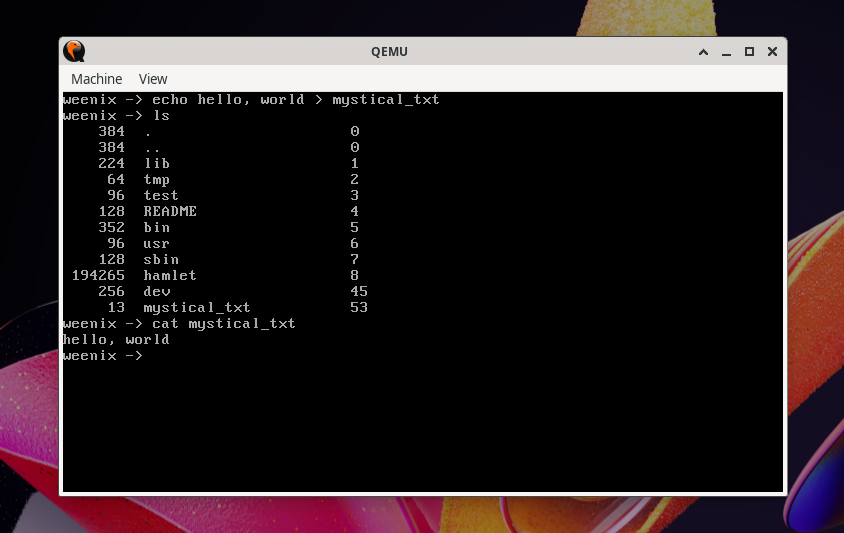 QEMU
Machine View
weenix -> echo hello, world > mystical_txt
weenix -> ls
384 . 0
384 .. 0
224 lib 1
64 tmp 2
96 test 3
128 README 4
352 bin 5
96 usr 6
128 sbin 7
194265 hamlet 8
256 dev 45
13 mystical_txt 53
weenix -> cat mystical_txt
hello, world
weenix ->